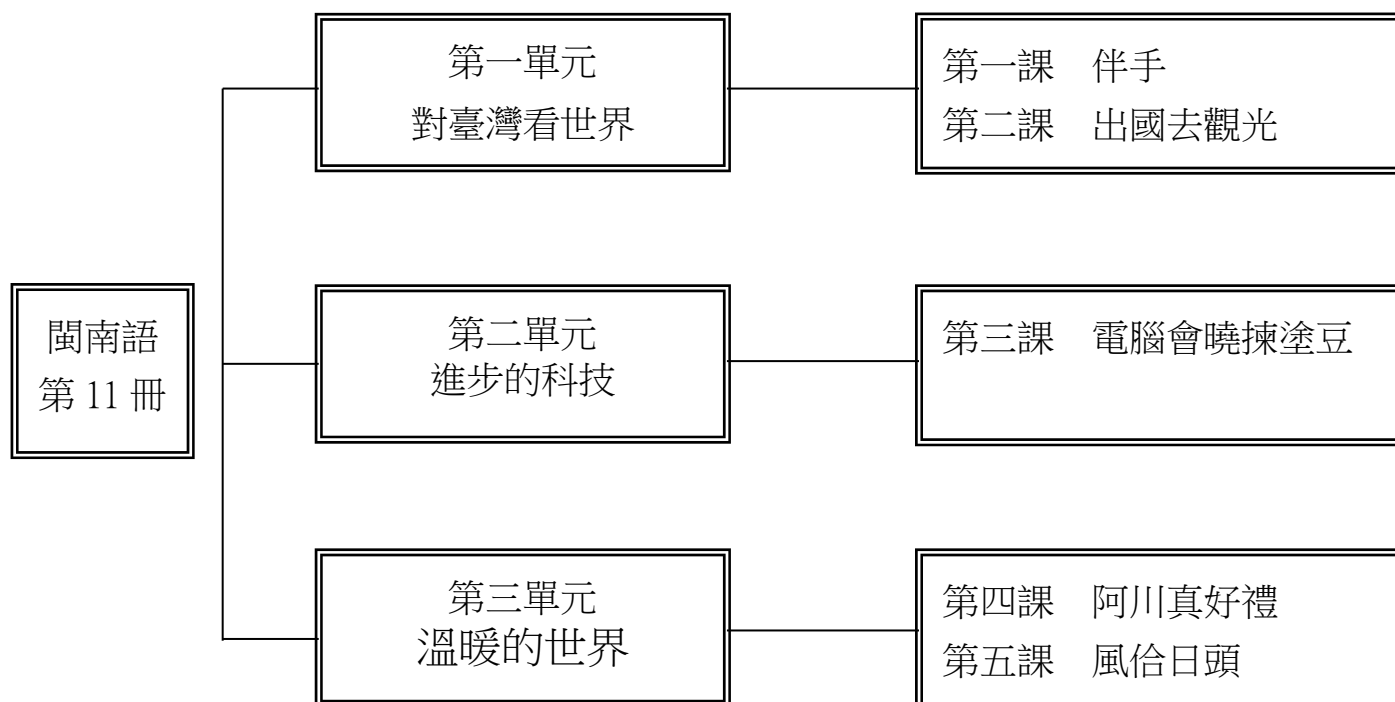 閩南語
第 11 冊
第一單元
對臺灣看世界
第一課 伴手
第二課 出國去觀光
第二單元
進步的科技
第三課 電腦會曉揀塗豆
第三單元
溫暖的世界
第四課 阿川真好禮
第五課 風佮日頭